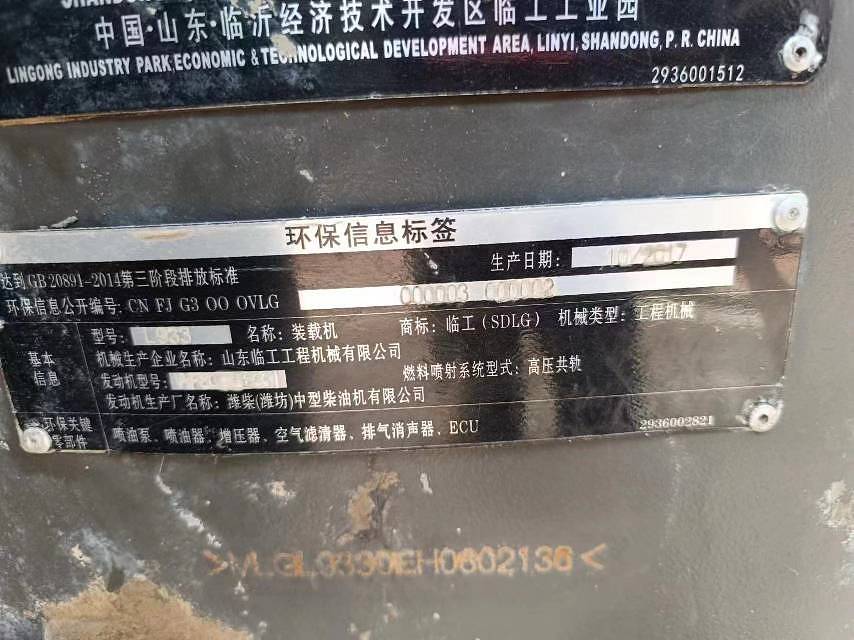 中国·山东·临沂经济技术开发区临工工业园
LINGONG INDUSTRY PARK,ECONOMIC & TECHNOLOGICAL DEVELOPMENT AREA, LINYI, SHANDONG, P. R. CHINA
2936001512
环保信息标签
达到GB 20891-2014第三阶段排放标准 生产日期: 10/2017
环保信息公开编号: CN FJ G3 OO OVLG 000003 000002
基本信息
型号: L933 名称: 装载机 商标: 临工(SDLG) 机械类型: 工程机械
机械生产企业名称: 山东临工工程机械有限公司
发动机型号: 燃料喷射系统型式: 高压共轨
发动机生产厂名称: 潍柴(潍坊)中型柴油机有限公司
环保关键零部件
喷油泵、喷油器、增压器、空气滤清器、排气消声器、ECU
2936002821
>VLGL9330EH0602136<